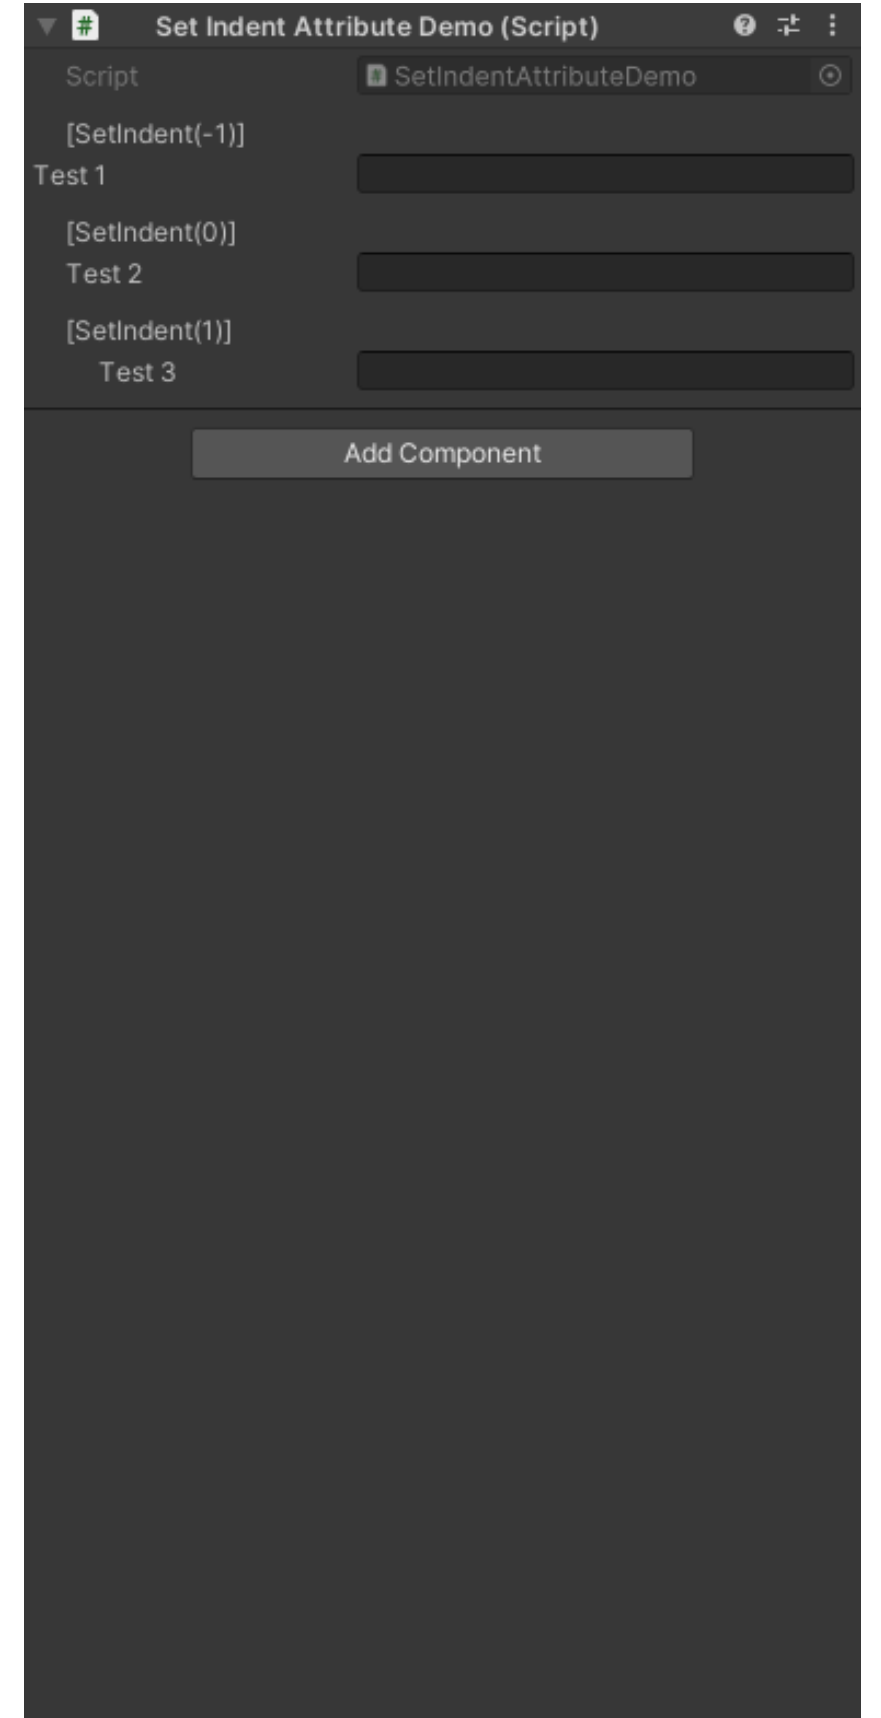 # Set Indent Attribute Demo (Script)
Script # SetIndentAttributeDemo
[SetIndent(-1)]
Test 1
[SetIndent(0)]
Test 2
[SetIndent(1)]
Test 3
Add Component